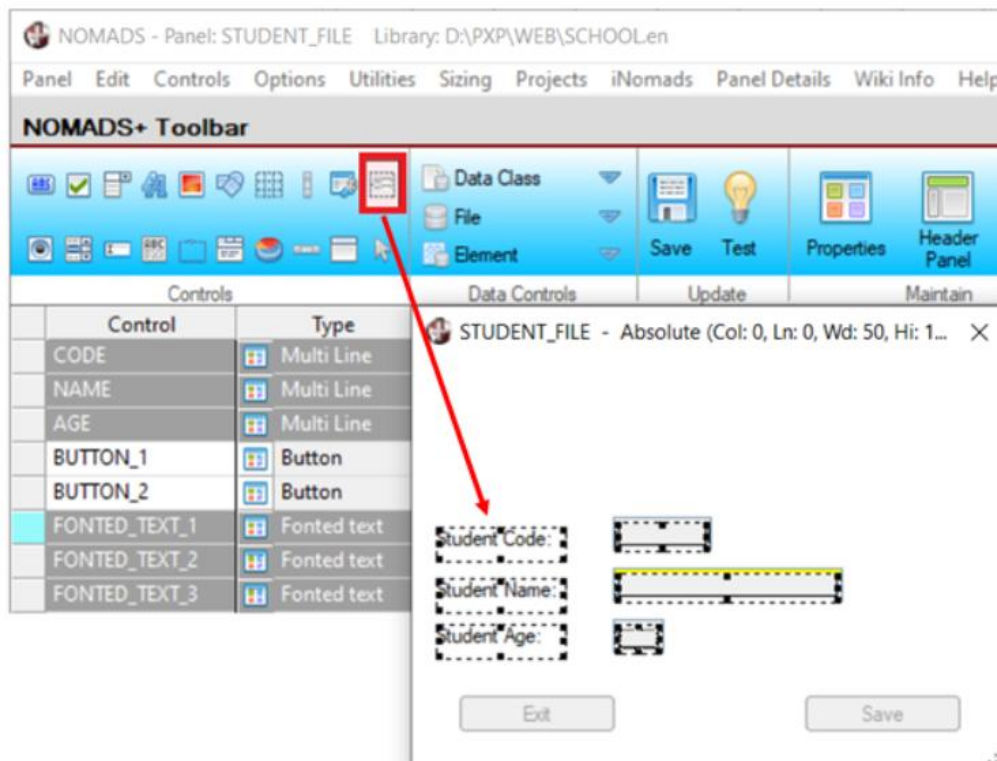 NOMADS - Panel: STUDENT_FILE Library: D:\PXP\WEB\SCHOOL.en
Panel Edit Controls Options Utilities Sizing Projects iNomads Panel Details Wiki Info Help
NOMADS+ Toolbar
Data Class
File
Element
Save Test Properties Header Panel
Controls Data Controls Update Maintain
Control Type
CODE Multi Line
NAME Multi Line
AGE Multi Line
BUTTON_1 Button
BUTTON_2 Button
FONTED_TEXT_1 Fonted text
FONTED_TEXT_2 Fonted text
FONTED_TEXT_3 Fonted text
STUDENT_FILE - Absolute (Col: 0, Ln: 0, Wd: 50, Hi: 1...
Student Code:
Student Name:
Student Age:
Exit Save